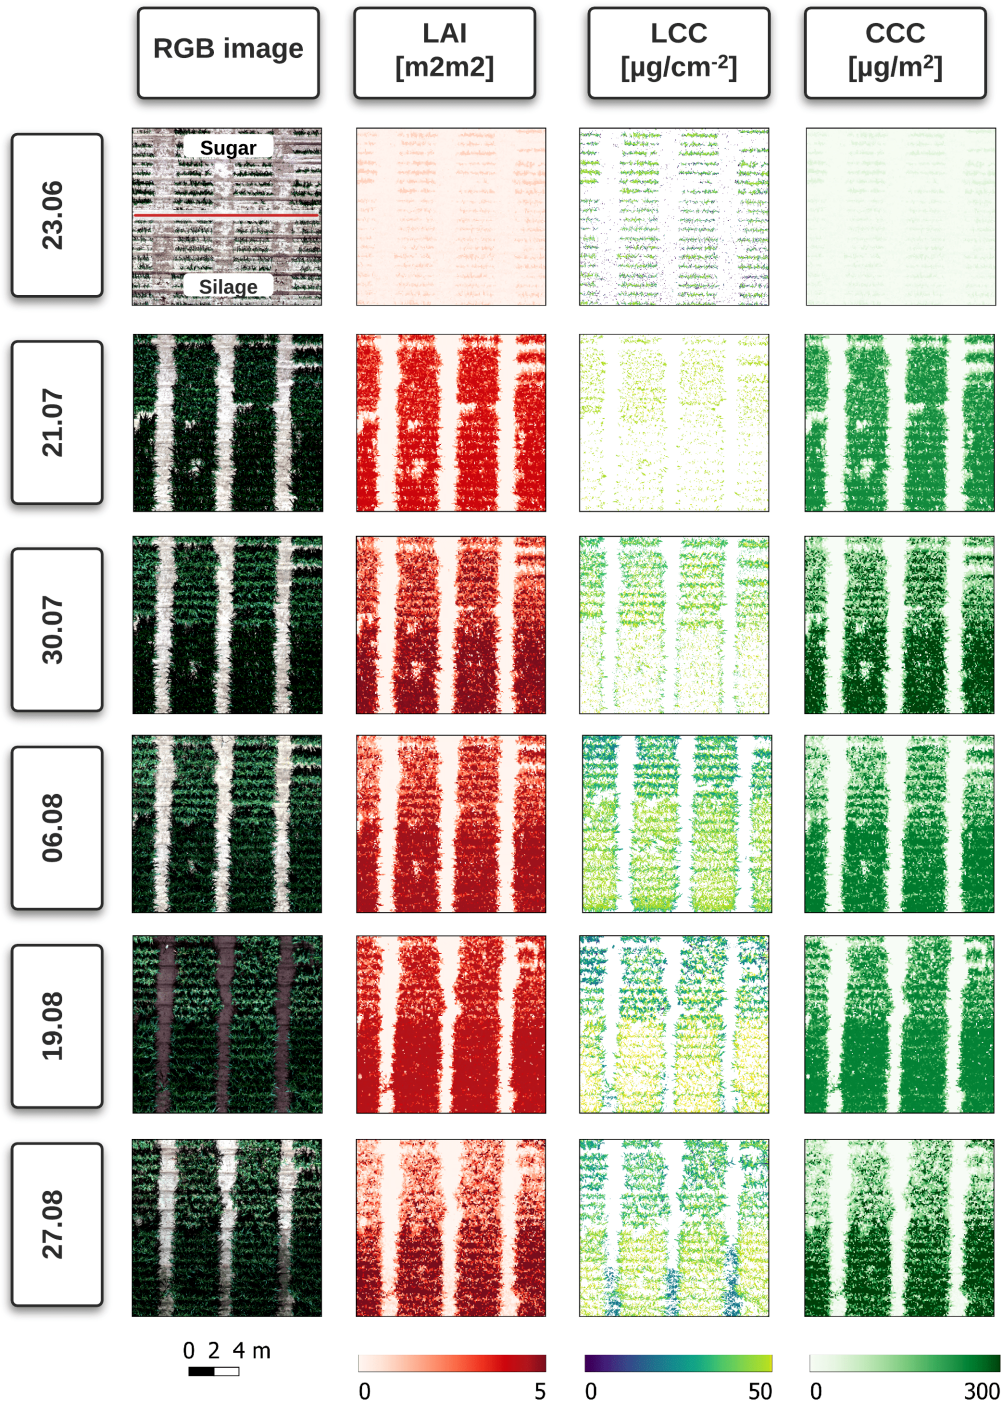 RGB image
LAI
[m2m2]
LCC
[µg/cm-2]
CCC
[µg/m2]
23.06
Sugar
Silage
21.07
30.07
06.08
19.08
27.08
0 2 4 m
0 5
0 50
0 300